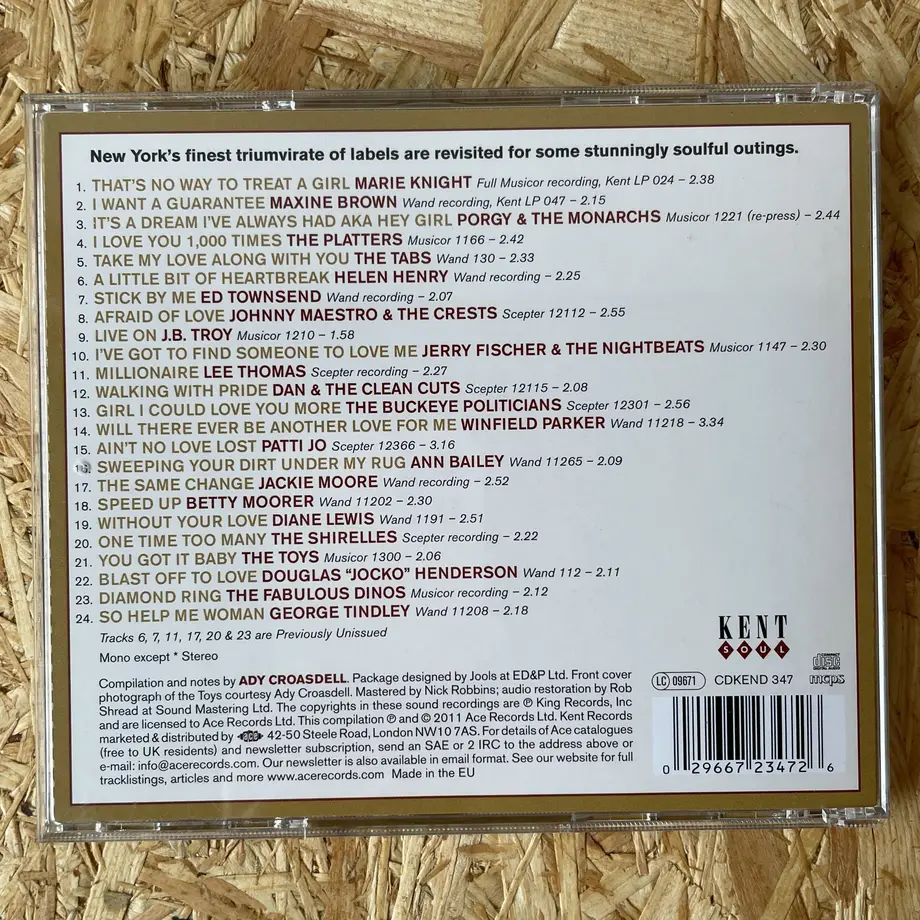 New York's finest triumvirate of labels are revisited for some stunningly soulful outings.
1. THAT'S NO WAY TO TREAT A GIRL MARIE KNIGHT Full Musicor recording, Kent LP 024 – 2.38
2. I WANT A GUARANTEE MAXINE BROWN Wand recording, Kent LP 047 – 2.15
3. IT'S A DREAM I'VE ALWAYS HAD AKA HEY GIRL PORGY & THE MONARCHS Musicor 1221 (re-press) – 2.44
4. I LOVE YOU 1,000 TIMES THE PLATTERS Musicor 1166 – 2.42
5. TAKE MY LOVE ALONG WITH YOU THE TABS Wand 130 – 2.33
6. A LITTLE BIT OF HEARTBREAK HELEN HENRY Wand recording – 2.25
7. STICK BY ME ED TOWNSEND Wand recording – 2.07
8. AFRAID OF LOVE JOHNNY MAESTRO & THE CRESTS Scepter 12112 – 2.55
9. LIVE ON J.B. TROY Musicor 1210 – 1.58
10. I'VE GOT TO FIND SOMEONE TO LOVE ME JERRY FISCHER & THE NIGHTBEATS Musicor 1147 – 2.30
11. MILLIONAIRE LEE THOMAS Scepter recording – 2.27
12. WALKING WITH PRIDE DAN & THE CLEAN CUTS Scepter 12115 – 2.08
13. GIRL I COULD LOVE YOU MORE THE BUCKEYE POLITICIANS Scepter 12301 – 2.56
14. WILL THERE EVER BE ANOTHER LOVE FOR ME WINFIELD PARKER Wand 11218 – 3.34
15. AIN'T NO LOVE LOST PATTI JO Scepter 12366 – 3.16
16. SWEEPING YOUR DIRT UNDER MY RUG ANN BAILEY Wand 11265 – 2.09
17. THE SAME CHANGE JACKIE MOORE Wand recording – 2.52
18. SPEED UP BETTY MOORER Wand 11202 – 2.30
19. WITHOUT YOUR LOVE DIANE LEWIS Wand 1191 – 2.51
20. ONE TIME TOO MANY THE SHIRELLES Scepter recording – 2.22
21. YOU GOT IT BABY THE TOYS Musicor 1300 – 2.06
22. BLAST OFF TO LOVE DOUGLAS "JOCKO" HENDERSON Wand 112 – 2.11
23. DIAMOND RING THE FABULOUS DINOS Musicor recording – 2.12
24. SO HELP ME WOMAN GEORGE TINDLEY Wand 11208 – 2.18
Tracks 6, 7, 11, 17, 20 & 23 are Previously Unissued
Mono except * Stereo
Compilation and notes by ADY CROASDELL. Package designed by Jools at ED&P Ltd. Front cover
photograph of the Toys courtesy Ady Croasdell. Mastered by Nick Robbins; audio restoration by Rob
Shread at Sound Mastering Ltd. The copyrights in these sound recordings are ℗ King Records, Inc
and are licensed to Ace Records Ltd. This compilation ℗ and © 2011 Ace Records Ltd. Kent Records
marketed & distributed by ace 42-50 Steele Road, London NW10 7AS. For details of Ace catalogues
(free to UK residents) and newsletter subscription, send an SAE or 2 IRC to the address above or
e-mail: info@acerecords.com. Our newsletter is also available in email format. See our website for full
tracklistings, articles and more www.acerecords.com Made in the EU
KENT
SOUL
LC 09671
CDKEND 347
disc
mcps
0 29667 23472 6